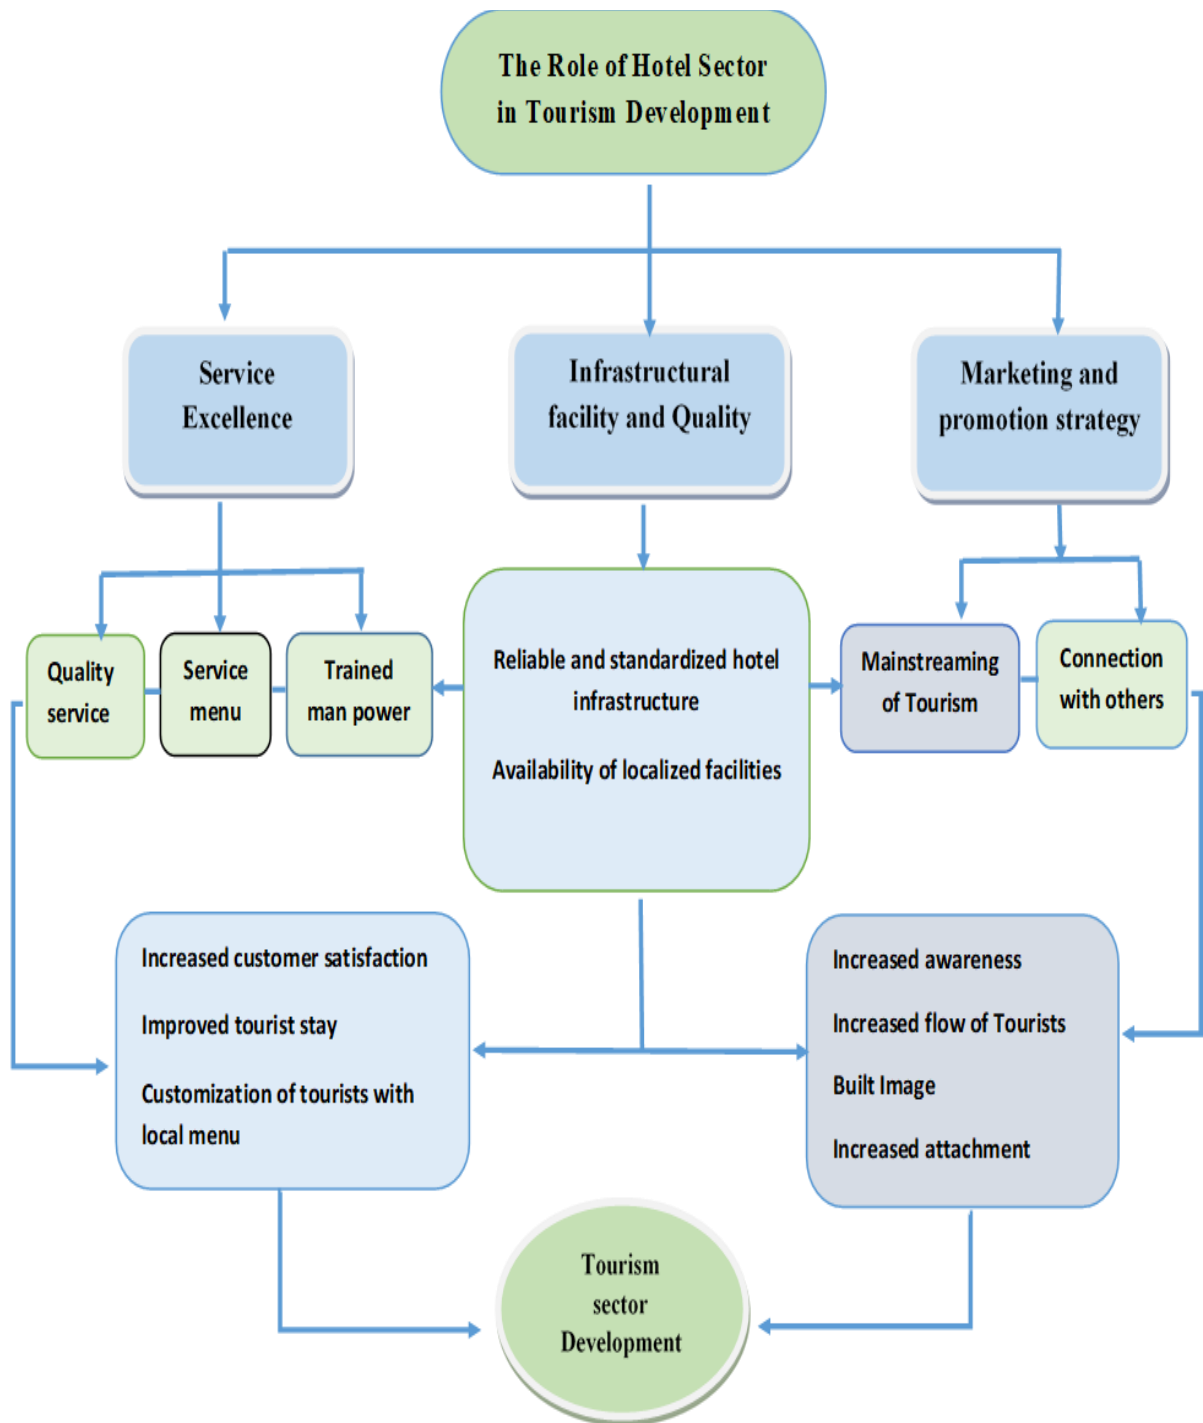 The Role of Hotel Sector
in Tourism Development
Service
Excellence
Infrastructural
facility and Quality
Marketing and
promotion strategy
Quality
service
Service
menu
Trained
man power
Reliable and standardized hotel
infrastructure
Availability of localized facilities
Mainstreaming
of Tourism
Connection
with others
Increased customer satisfaction
Improved tourist stay
Customization of tourists with
local menu
Increased awareness
Increased flow of Tourists
Built Image
Increased attachment
Tourism
sector
Development